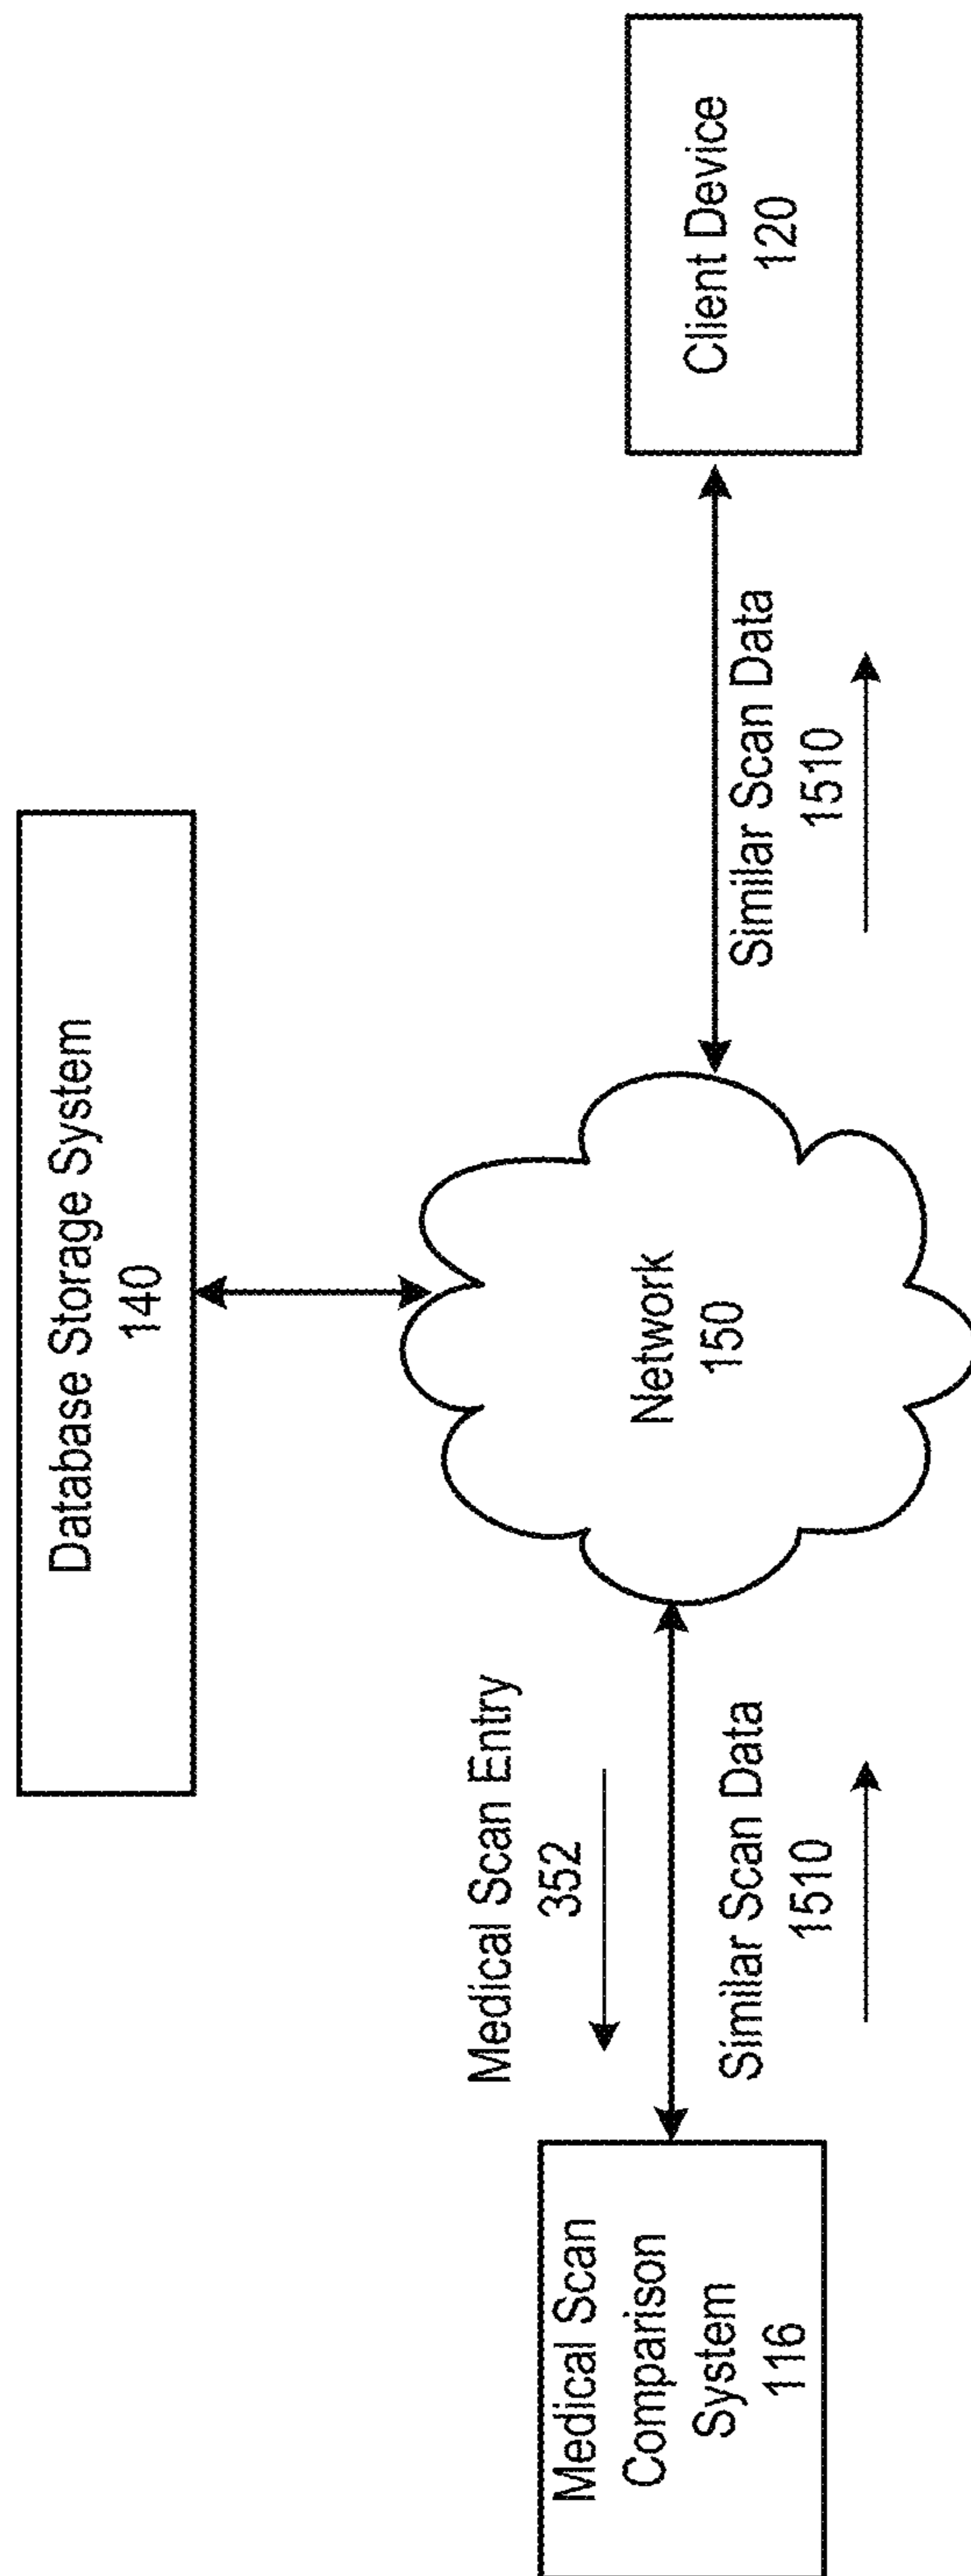 Database Storage System
140
Medical Scan Entry
352
Medical Scan
Comparison
System
116
Network
150
Similar Scan Data
1510
Similar Scan Data
1510
Client Device
120